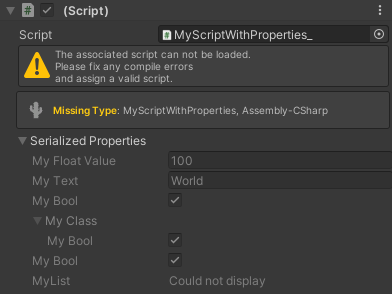 (Script)
Script MyScriptWithProperties_
The associated script can not be loaded.
Please fix any compile errors
and assign a valid script.
Missing Type: MyScriptWithProperties, Assembly-CSharp
Serialized Properties
My Float Value 100
My Text World
My Bool
My Class
My Bool
My Bool
MyList Could not display